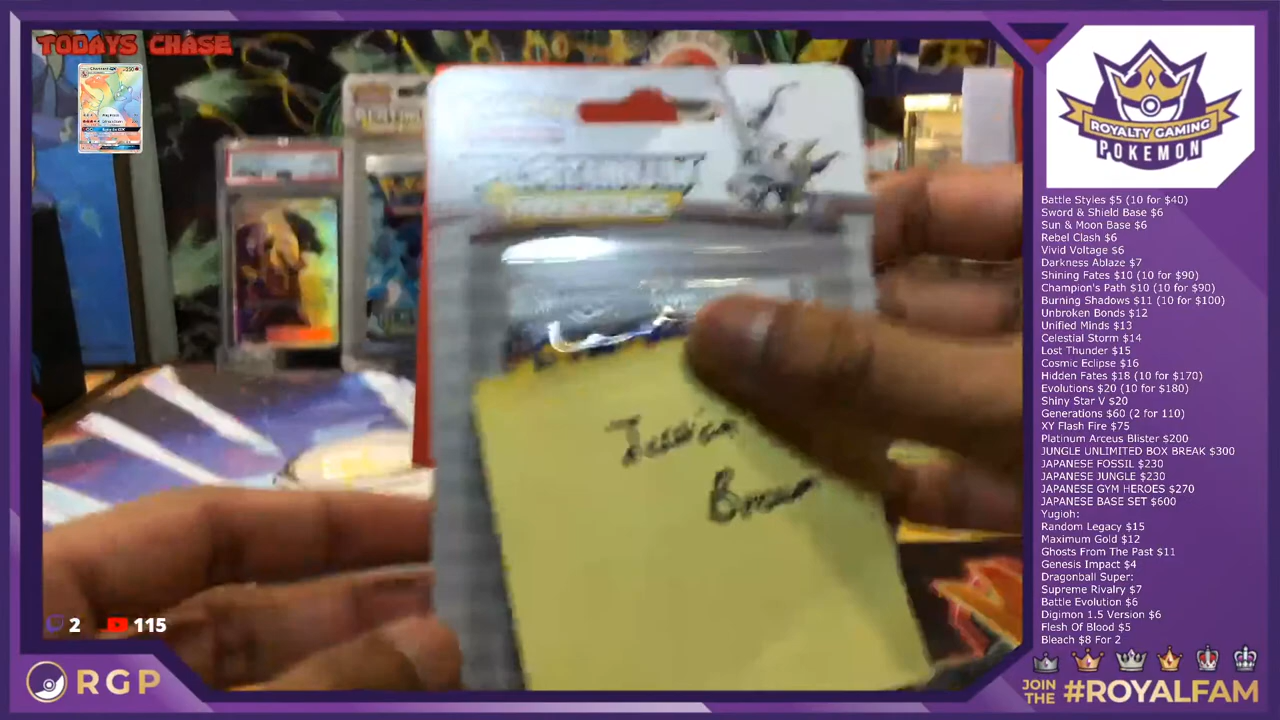 TODAYS CHASE
ROYALTY GAMING
POKEMON
Battle Styles $5 (10 for $40)
Sword & Shield Base $6
Sun & Moon Base $6
Rebel Clash $6
Vivid Voltage $6
Darkness Ablaze $7
Shining Fates $10 (10 for $90)
Champion's Path $10 (10 for $90)
Burning Shadows $11 (10 for $100)
Unbroken Bonds $12
Unified Minds $13
Celestial Storm $14
Lost Thunder $15
Cosmic Eclipse $16
Hidden Fates $18 (10 for $170)
Evolutions $20 (10 for $180)
Shiny Star V $20
Generations $60 (2 for 110)
XY Flash Fire $75
Platinum Arceus Blister $200
JUNGLE UNLIMITED BOX BREAK $300
JAPANESE FOSSIL $230
JAPANESE JUNGLE $230
JAPANESE GYM HEROES $270
JAPANESE BASE SET $600
Yugioh:
Random Legacy $15
Maximum Gold $12
Ghosts From The Past $11
Genesis Impact $4
Dragonball Super:
Supreme Rivalry $7
Battle Evolution $6
Digimon 1.5 Version $6
Flesh Of Blood $5
Bleach $8 For 2
2 115
RGP
JOIN THE #ROYALFAM